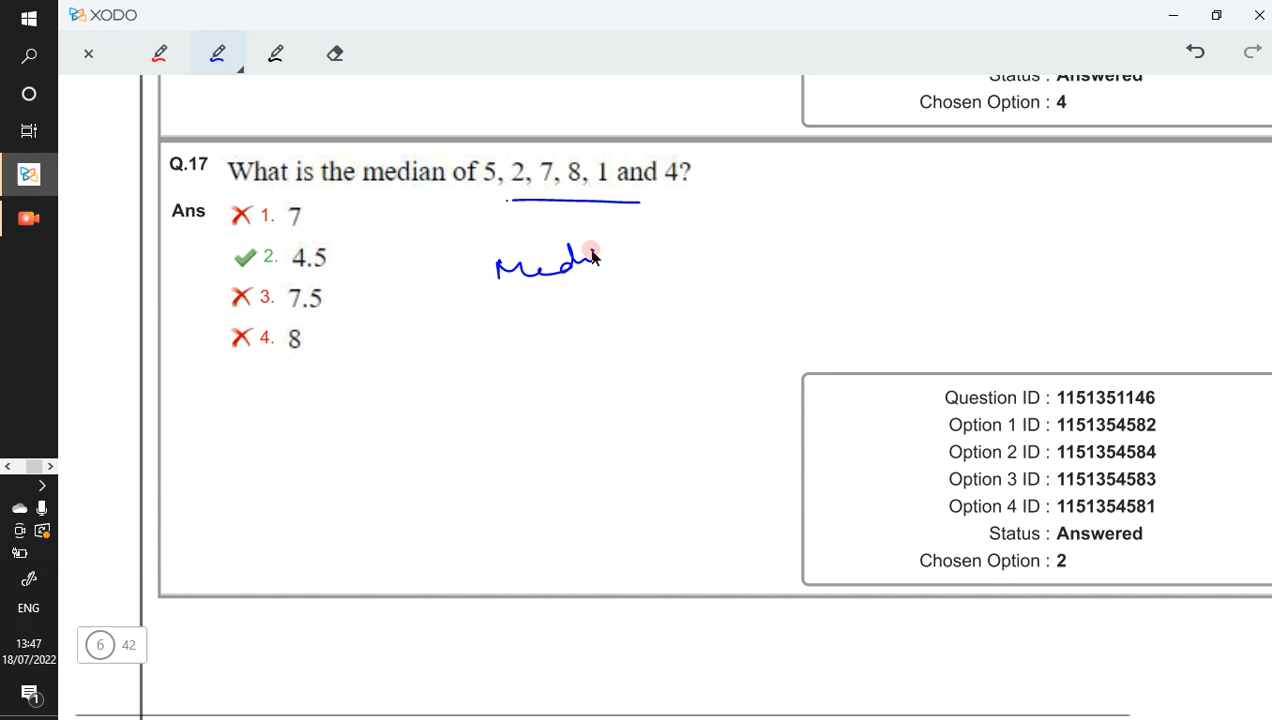 XODO
Status : Answered
Chosen Option : 4
Q.17 What is the median of 5, 2, 7, 8, 1 and 4?
Ans 1. 7
2. 4.5
3. 7.5
4. 8
Medi
Question ID : 1151351146
Option 1 ID : 1151354582
Option 2 ID : 1151354584
Option 3 ID : 1151354583
Option 4 ID : 1151354581
Status : Answered
Chosen Option : 2
ENG
13:47
18/07/2022
1
6 42